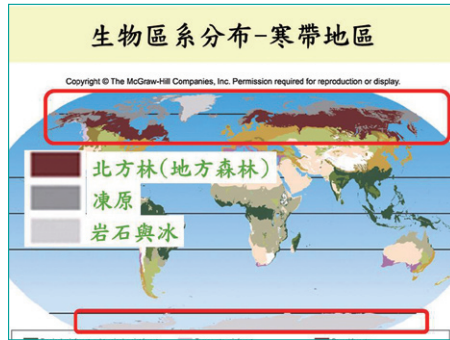 生物區系分布-寒帶地區
Copyright © The McGraw-Hill Companies, Inc. Permission required for reproduction or display.
北方林(地方森林)
凍原
岩石與冰